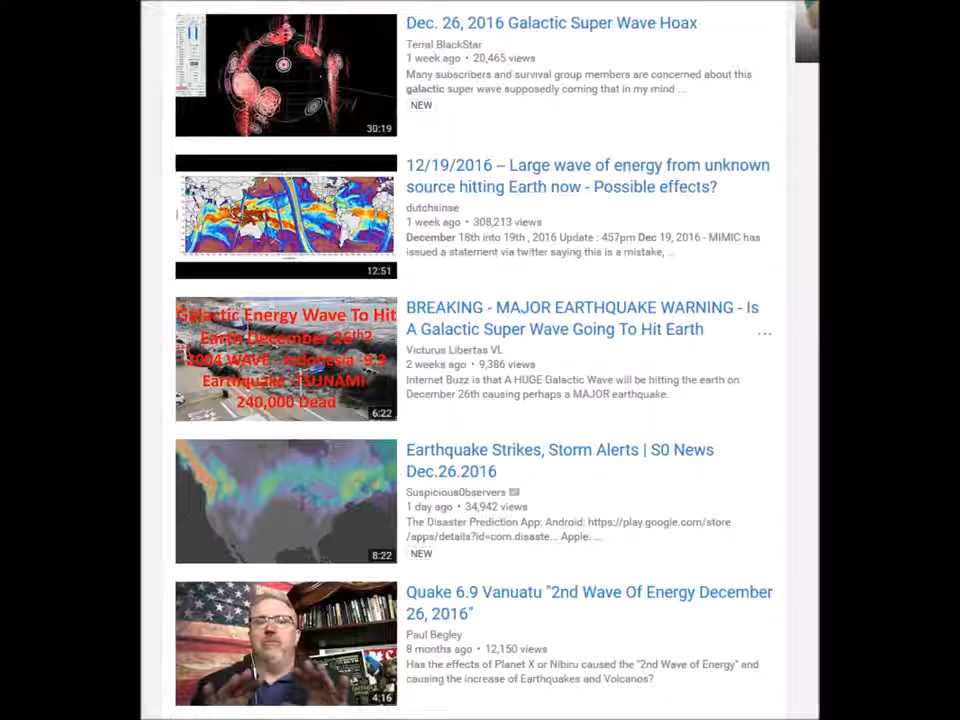 Dec. 26, 2016 Galactic Super Wave Hoax
Terral BlackStar
1 week ago • 20,465 views
Many subscribers and survival group members are concerned about this
galactic super wave supposedly coming that in my mind ...
NEW
30:19
12/19/2016 – Large wave of energy from unknown
source hitting Earth now - Possible effects?
dutchsinse
1 week ago • 308,213 views
December 18th into 19th , 2016 Update : 457pm Dec 19, 2016 - MIMIC has
issued a statement via twitter saying this is a mistake, ...
12:51
Galactic Energy Wave To Hit
Earth December 26th?
2004 WAVE - Indonesia -9.3
Earthquake -TSUNAMI-
240,000 Dead
6:22
BREAKING - MAJOR EARTHQUAKE WARNING - Is
A Galactic Super Wave Going To Hit Earth
Victurus Libertas VL
2 weeks ago • 9,386 views
Internet Buzz is that A HUGE Galactic Wave will be hitting the earth on
December 26th causing perhaps a MAJOR earthquake.
Earthquake Strikes, Storm Alerts | S0 News
Dec.26.2016
Suspicious0bservers
1 day ago • 34,942 views
The Disaster Prediction App: Android: https://play.google.com/store
/apps/details?id=com.disaste... Apple: ...
NEW
8:22
Quake 6.9 Vanuatu "2nd Wave Of Energy December
26, 2016"
Paul Begley
8 months ago • 12,150 views
Has the effects of Planet X or Nibiru caused the "2nd Wave of Energy" and
causing the increase of Earthquakes and Volcanos?
4:16